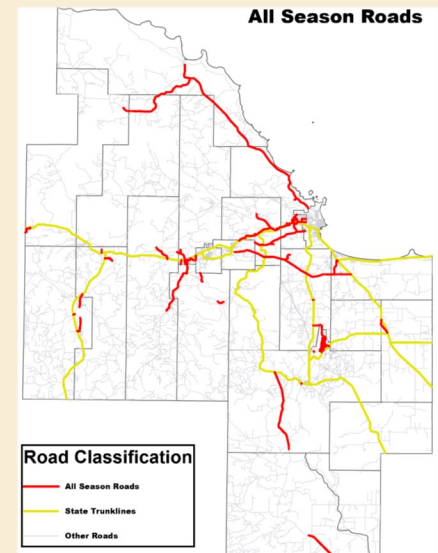 All Season Roads
Road Classification
All Season Roads
State Trunklines
Other Roads